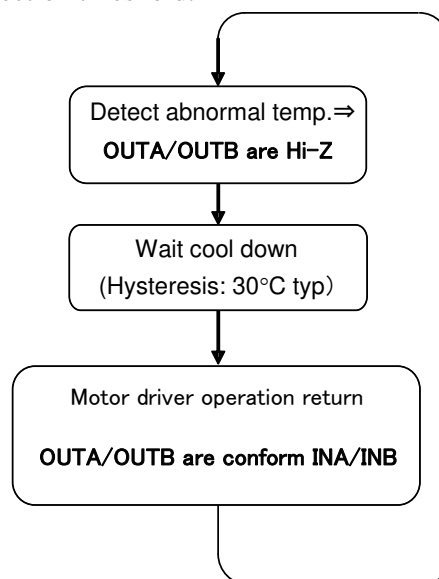 Detect abnormal temp.⇒
OUTA/OUTB are Hi-Z
Wait cool down
(Hysteresis: 30°C typ)
Motor driver operation return
OUTA/OUTB are conform INA/INB